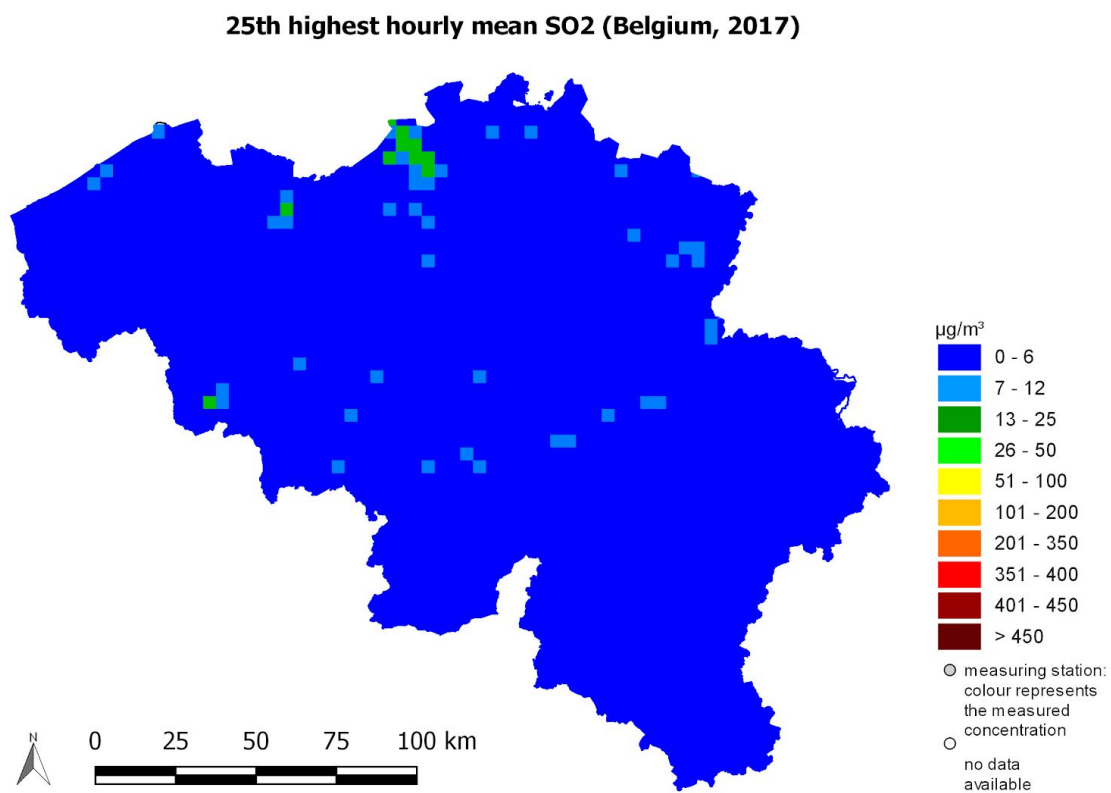 25th highest hourly mean SO2 (Belgium, 2017)
µg/m³
0 - 6
7 - 12
13 - 25
26 - 50
51 - 100
101 - 200
201 - 350
351 - 400
401 - 450
> 450
measuring station:
colour represents
the measured
concentration
no data
available
N
0 25 50 75 100 km